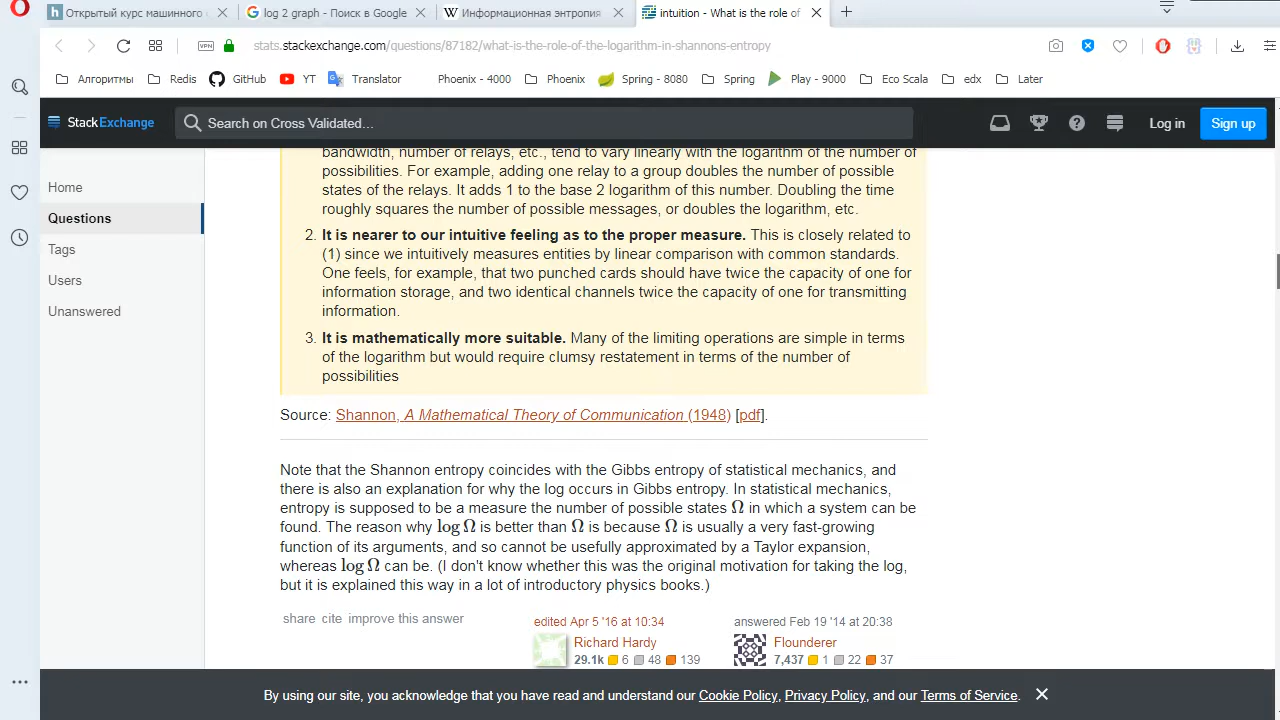 Открытый курс машинного
log 2 graph - Поиск в Google
Информационная энтропия
intuition - What is the role of
VPN
stats.stackexchange.com/questions/87182/what-is-the-role-of-the-logarithm-in-shannons-entropy
Алгоритмы
Redis
GitHub
YT
Translator
Phoenix - 4000
Phoenix
Spring - 8080
Spring
Play - 9000
Eco Scala
edx
Later
StackExchange
Search on Cross Validated…
Log in
Sign up
Home
Questions
Tags
Users
Unanswered
bandwidth, number of relays, etc., tend to vary linearly with the logarithm of the number of
possibilities. For example, adding one relay to a group doubles the number of possible
states of the relays. It adds 1 to the base 2 logarithm of this number. Doubling the time
roughly squares the number of possible messages, or doubles the logarithm, etc.
2. It is nearer to our intuitive feeling as to the proper measure. This is closely related to
(1) since we intuitively measures entities by linear comparison with common standards.
One feels, for example, that two punched cards should have twice the capacity of one for
information storage, and two identical channels twice the capacity of one for transmitting
information.
3. It is mathematically more suitable. Many of the limiting operations are simple in terms
of the logarithm but would require clumsy restatement in terms of the number of
possibilities
Source: Shannon, A Mathematical Theory of Communication (1948) [pdf].
Note that the Shannon entropy coincides with the Gibbs entropy of statistical mechanics, and
there is also an explanation for why the log occurs in Gibbs entropy. In statistical mechanics,
entropy is supposed to be a measure the number of possible states Ω in which a system can be
found. The reason why log Ω is better than Ω is because Ω is usually a very fast-growing
function of its arguments, and so cannot be usefully approximated by a Taylor expansion,
whereas log Ω can be. (I don't know whether this was the original motivation for taking the log,
but it is explained this way in a lot of introductory physics books.)
share cite improve this answer
edited Apr 5 '16 at 10:34
Richard Hardy
29.1k 6 48 139
answered Feb 19 '14 at 20:38
Flounderer
7,437 1 22 37
By using our site, you acknowledge that you have read and understand our Cookie Policy, Privacy Policy, and our Terms of Service.